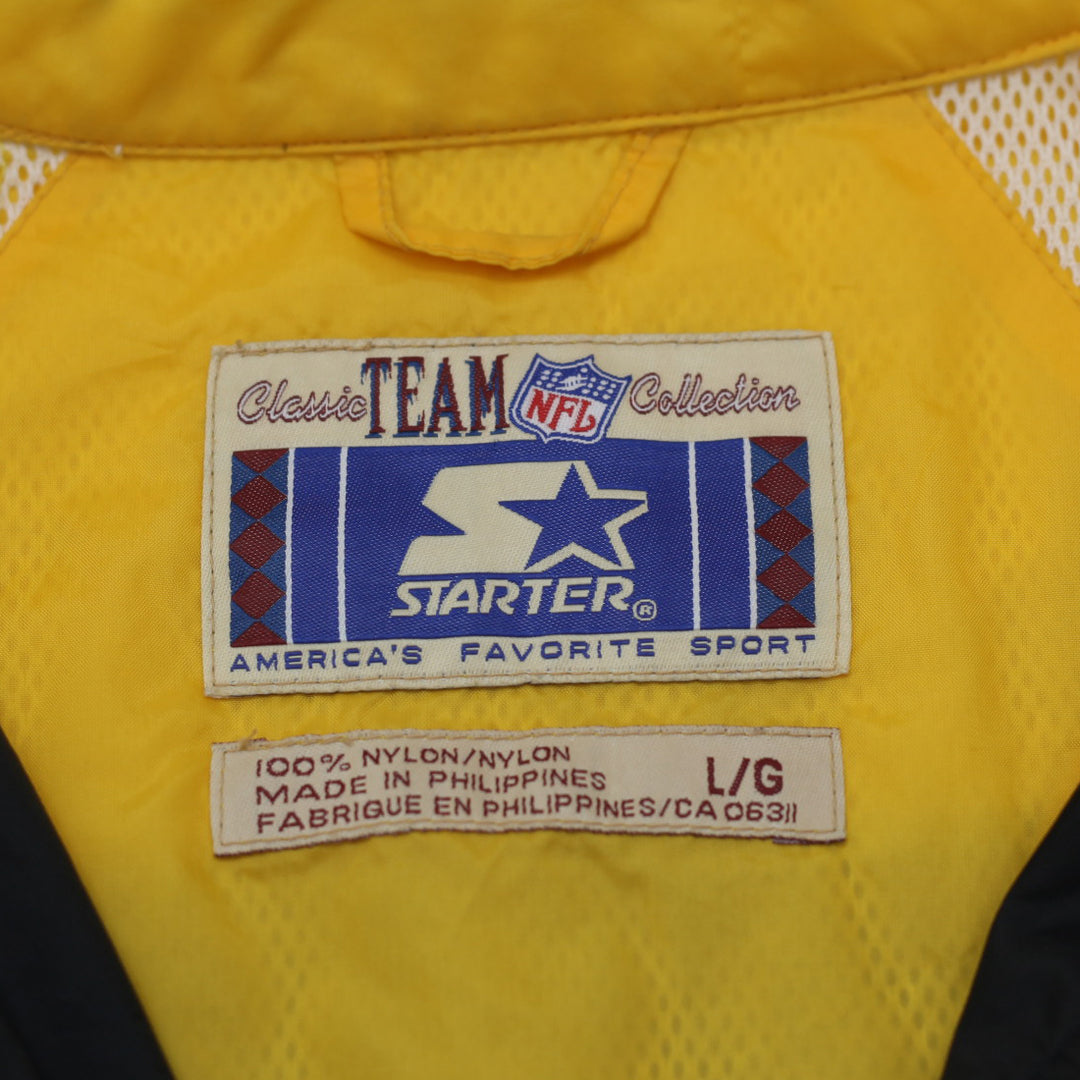 Classic TEAM NFL Collection
STARTER®
AMERICA'S FAVORITE SPORT
100% NYLON/NYLON
MADE IN PHILIPPINES
FABRIQUE EN PHILIPPINES/CA 06311
L/G